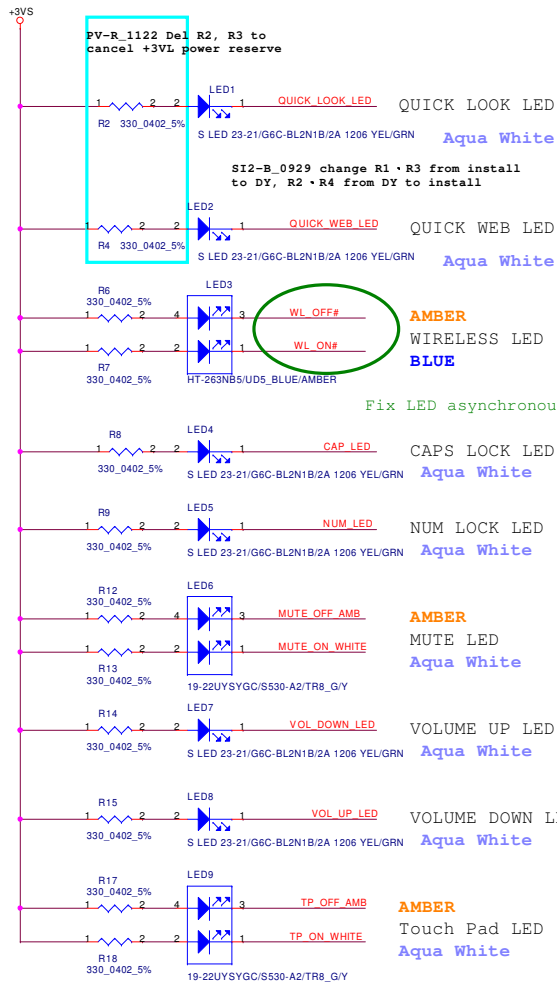 +3VS
PV-R_1122 Del R2, R3 to
cancel +3VL power reserve
LED1
1 2 2 1 QUICK_LOOK_LED QUICK LOOK LED
R2 330_0402_5%
S LED 23-21/G6C-BL2N1B/2A 1206 YEL/GRN
Aqua White
SI2-B_0929 change R1、R3 from install
to DY, R2、R4 from DY to install
LED2
1 2 2 1 QUICK_WEB_LED QUICK WEB LED
R4 330_0402_5%
S LED 23-21/G6C-BL2N1B/2A 1206 YEL/GRN
Aqua White
LED3
R6
330_0402_5%
1 2 4 3 WL_OFF# AMBER
WIRELESS LED
1 2 2 1 WL_ON#
BLUE
R7
330_0402_5%
HT-263NB5/UD5_BLUE/AMBER
Fix LED asynchronou
R8 LED4
1 2 2 1 CAP_LED CAPS LOCK LED
330_0402_5%
S LED 23-21/G6C-BL2N1B/2A 1206 YEL/GRN
Aqua White
R9 LED5
1 2 2 1 NUM_LED NUM LOCK LED
330_0402_5%
S LED 23-21/G6C-BL2N1B/2A 1206 YEL/GRN
Aqua White
R12 LED6
330_0402_5%
1 2 4 3 MUTE_OFF_AMB AMBER
MUTE LED
1 2 2 1 MUTE_ON_WHITE
Aqua White
R13
330_0402_5%
19-22UYSYGC/S530-A2/TR8_G/Y
R14 LED7
1 2 2 1 VOL_DOWN_LED VOLUME UP LED
330_0402_5%
S LED 23-21/G6C-BL2N1B/2A 1206 YEL/GRN
Aqua White
R15 LED8
1 2 2 1 VOL_UP_LED VOLUME DOWN L
330_0402_5%
S LED 23-21/G6C-BL2N1B/2A 1206 YEL/GRN
Aqua White
R17 LED9
330_0402_5%
1 2 4 3 TP_OFF_AMB AMBER
Touch Pad LED
1 2 2 1 TP_ON_WHITE
Aqua White
R18
330_0402_5%
19-22UYSYGC/S530-A2/TR8_G/Y